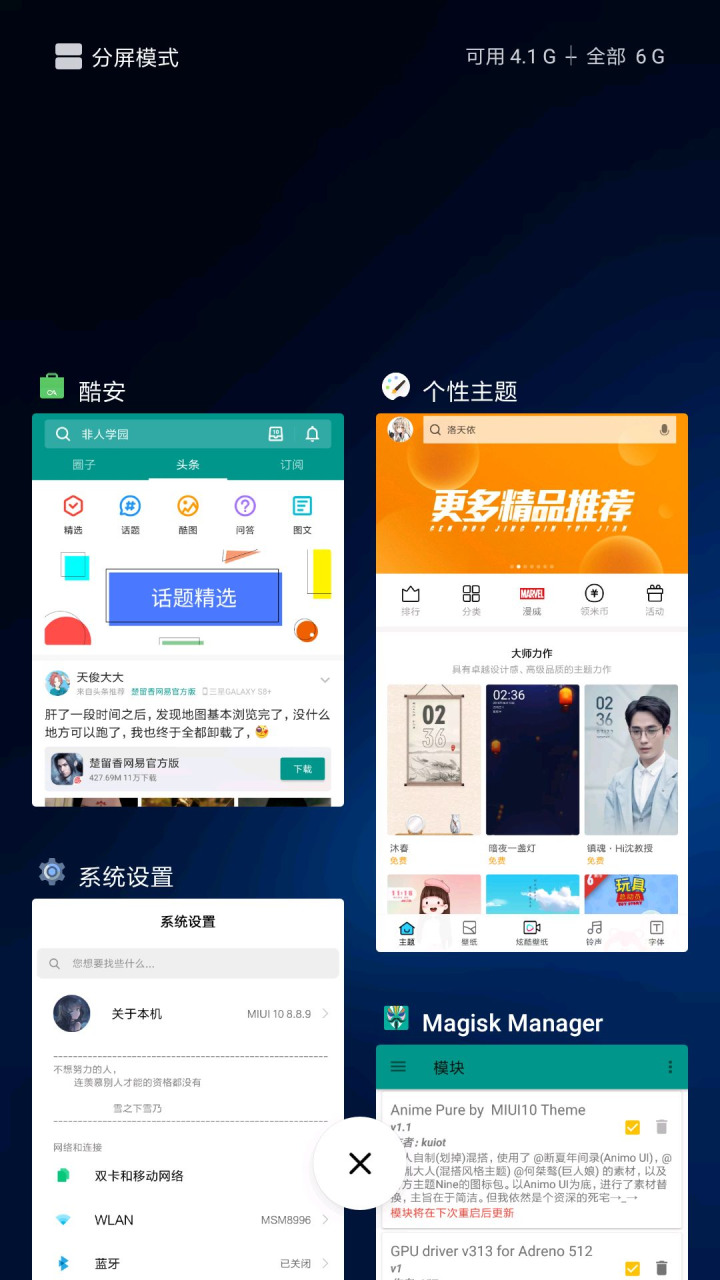 分屏模式
可用 4.1 G
全部 6 G
酷安
非人学园
18
圈子
头条
订阅
精选
话题
酷图
问答
图文
话题精选
天俊大大
来自头条推荐 楚留香网易官方版 三星GALAXY S8+
肝了一段时间之后，发现地图基本浏览完了，没什么
地方可以跑了，我也终于全都卸载了，
楚留香网易官方版
427.69M 11万下载
下载
个性主题
洛天依
更多精品推荐
GEN DUO JING PIN TUI JIAN
排行
分类
MARVEL
漫威
领米币
活动
大师力作
具有卓越设计感、高级品质的主题力作
02
36
02:36
02
36
沐春
免费
暗夜一盏灯
免费
镇魂·Hi沈教授
免费
玩具
总动员
主题
壁纸
炫酷壁纸
铃声
字体
系统设置
系统设置
您想要找些什么...
关于本机
MIUI 10 8.8.9
不想努力的人，
连羡慕别人才能的资格都没有
雪之下雪乃
网络和连接
双卡和移动网络
WLAN
MSM8996
蓝牙
已关闭
Magisk Manager
模块
Anime Pure by MIUI10 Theme
v1.1
者：kuiot
人自制(划掉)混搭，使用了 @断夏年间录(Animo UI)，@
乱大人(混搭风格主题) @何桀骜(巨人娘) 的素材，以及
方主题Nine的图标包。以Animo UI为底，进行了素材替
换，主旨在于简洁。但我依然是个资深的死宅→_→
模块将在下次重启后更新
GPU driver v313 for Adreno 512
v1